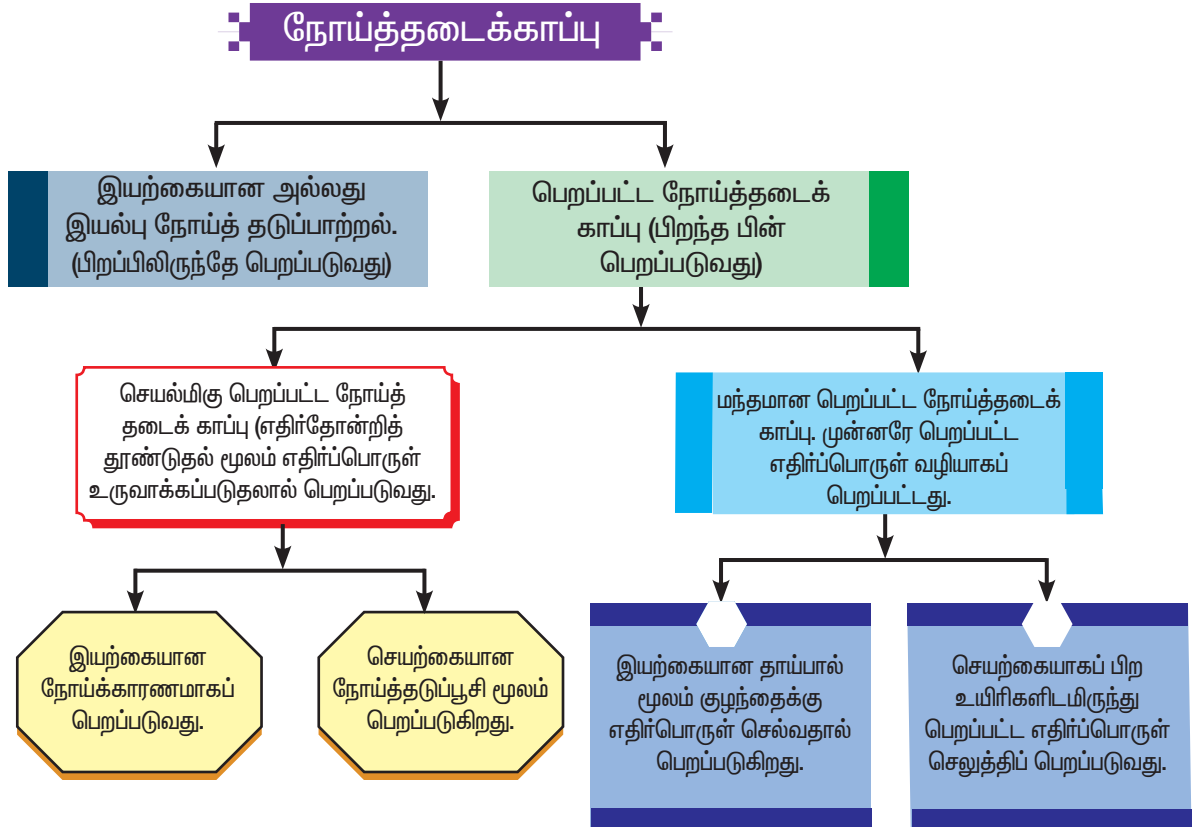 நோய்த்தடைக்காப்பு
இயற்கையான அல்லது
இயல்பு நோய்த் தடுப்பாற்றல்.
(பிறப்பிலிருந்தே பெறப்படுவது)
பெறப்பட்ட நோய்த்தடைக்
காப்பு (பிறந்த பின்
பெறப்படுவது)
செயல்மிகு பெறப்பட்ட நோய்த்
தடைக் காப்பு (எதிர்தோன்றித்
தூண்டுதல் மூலம் எதிர்ப்பொருள்
உருவாக்கப்படுதலால் பெறப்படுவது.
மந்தமான பெறப்பட்ட நோய்த்தடைக்
காப்பு. முன்னரே பெறப்பட்ட
எதிர்ப்பொருள் வழியாகப்
பெறப்பட்டது.
இயற்கையான
நோய்க்காரணமாகப்
பெறப்படுவது.
செயற்கையான
நோய்த்தடுப்பூசி மூலம்
பெறப்படுகிறது.
இயற்கையான தாய்பால்
மூலம் குழந்தைக்கு
எதிர்பொருள் செல்வதால்
பெறப்படுகிறது.
செயற்கையாகப் பிற
உயிரிகளிடமிருந்து
பெறப்பட்ட எதிர்ப்பொருள்
செலுத்திப் பெறப்படுவது.